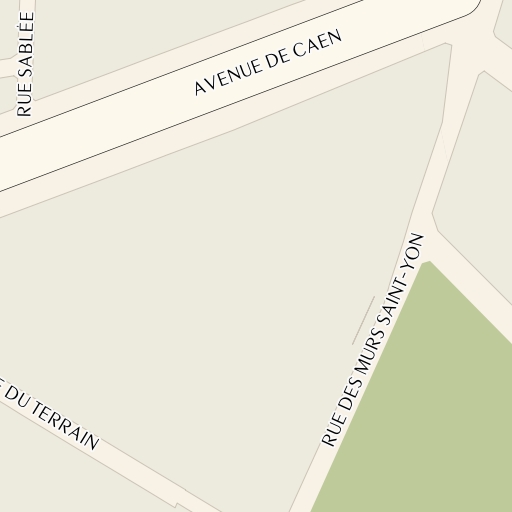 RUE SABLÉE
AVENUE DE CAEN
RUE DES MURS SAINT-YON
DU TERRAIN